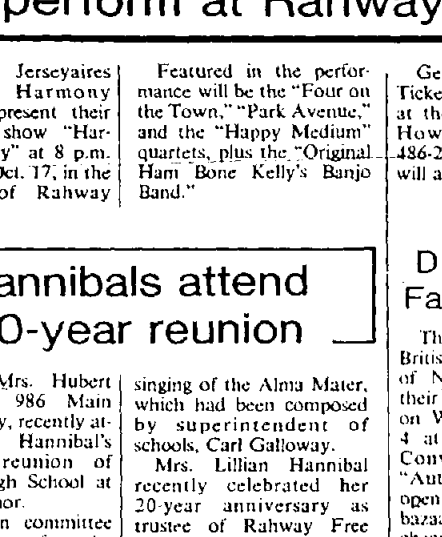 perform at Rahway
Jerseyaires
Harmony
present their
show "Har-
y" at 8 p.m.
Oct. 17, in the
of Rahway
Featured in the perfor-
mance will be the "Four on
the Town," "Park Avenue,"
and the "Happy Medium"
quartets, plus the "Original
Ham Bone Kelly's Banjo
Band."
Ge
Ticke
at the
How
486-2
will a
annibals attend
0-year reunion
Mrs. Hubert
986 Main
y, recently at-
Hannibal's
reunion of
gh School at
nor.
n committee
singing of the Alma Mater,
which had been composed
by superintendent of
schools, Carl Galloway.
Mrs. Lillian Hannibal
recently celebrated her
20-year anniversary as
trustee of Rahway Free
D
Fa
Th
Britis
of N
their
on W
4 at
Conv
"Aut
open
bazaa